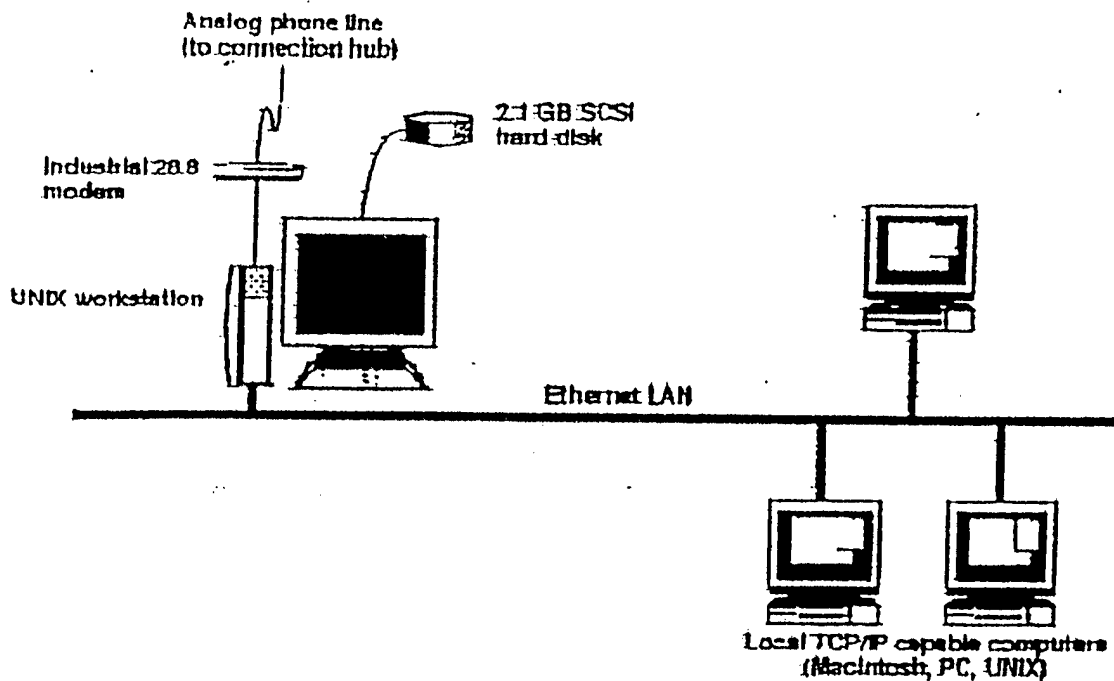 Analog phone line
(to connection hub)
2.1 GB SCSI
hard disk
Industrial 28.8
modem
UNIX workstation
Ethernet LAN
Local TCP/IP capable computers
(Macintosh, PC, UNIX)